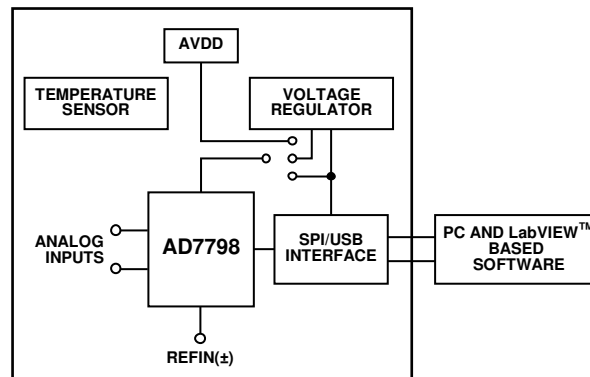 AVDD
TEMPERATURE
SENSOR
VOLTAGE
REGULATOR
ANALOG
INPUTS
AD7798
SPI/USB
INTERFACE
PC AND LabVIEW™
BASED
SOFTWARE
REFIN(±)